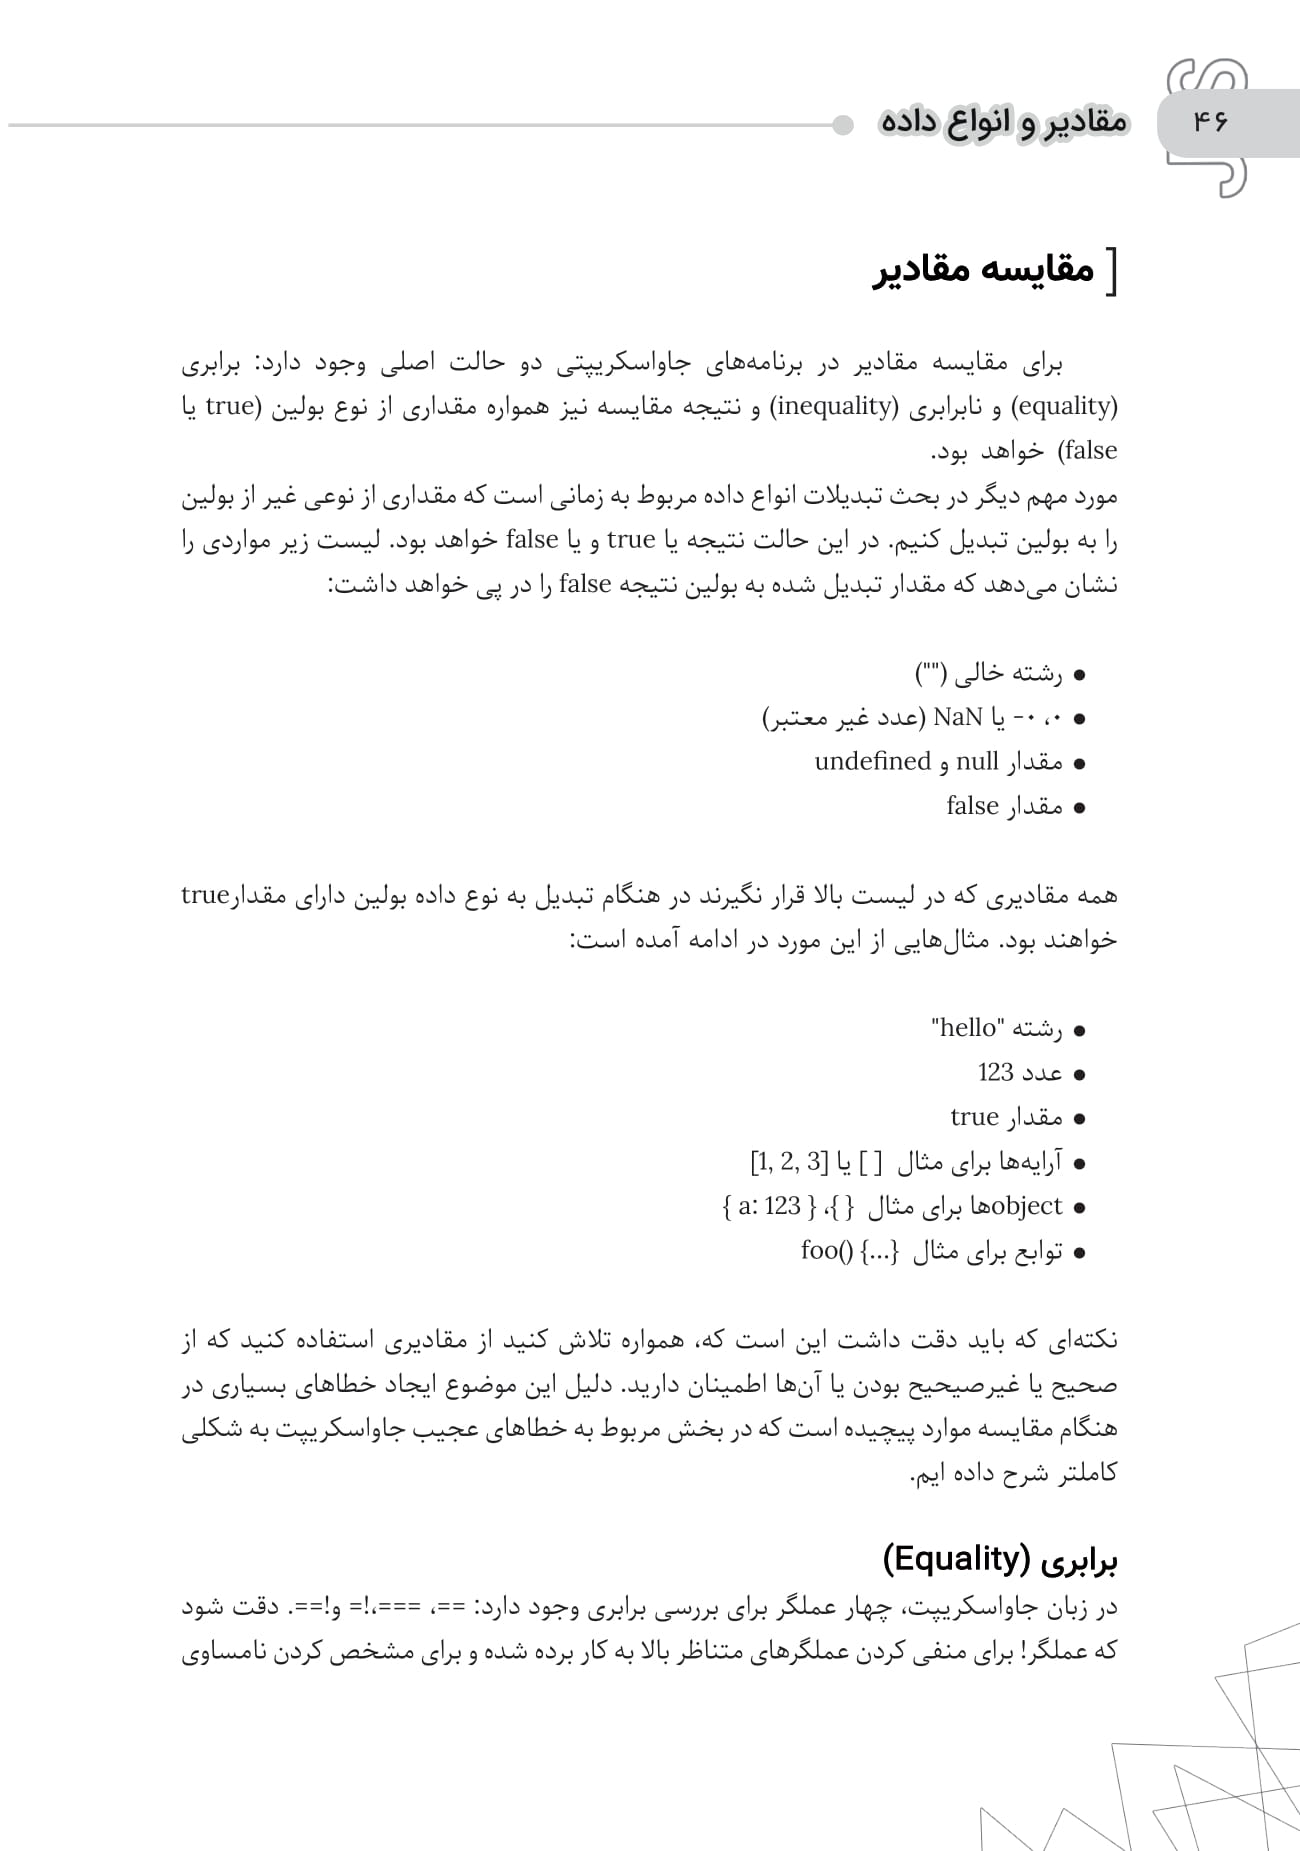 ۴۶
مقادیر و انواع داده
JS
[ مقایسه مقادیر
برای مقایسه مقادیر در برنامه‌های جاواسکریپتی دو حالت اصلی وجود دارد: برابری
(equality) و نابرابری (inequality) و نتیجه مقایسه نیز همواره مقداری از نوع بولین (true یا
false) خواهد بود.
مورد مهم دیگر در بحث تبدیلات انواع داده مربوط به زمانی است که مقداری از نوعی غیر از بولین
را به بولین تبدیل کنیم. در این حالت نتیجه یا true و یا false خواهد بود. لیست زیر مواردی را
نشان می‌دهد که مقدار تبدیل شده به بولین نتیجه false را در پی خواهد داشت:
● رشته خالی ("")
● ۰، ۰- یا NaN (عدد غیر معتبر)
● مقدار null و undefined
● مقدار false
همه مقادیری که در لیست بالا قرار نگیرند در هنگام تبدیل به نوع داده بولین دارای مقدارtrue
خواهند بود. مثال‌هایی از این مورد در ادامه آمده است:
● رشته "hello"
● عدد 123
● مقدار true
● آرایه‌ها برای مثال [ ] یا [1, 2, 3]
● objectها برای مثال { }، { a: 123 }
● توابع برای مثال foo() {...}
نکته‌ای که باید دقت داشت این است که، همواره تلاش کنید از مقادیری استفاده کنید که از
صحیح یا غیرصیحیح بودن یا آن‌ها اطمینان دارید. دلیل این موضوع ایجاد خطاهای بسیاری در
هنگام مقایسه موارد پیچیده است که در بخش مربوط به خطاهای عجیب جاواسکریپت به شکلی
کاملتر شرح داده ایم.
برابری (Equality)
در زبان جاواسکریپت، چهار عملگر برای بررسی برابری وجود دارد: ==، ===،!= و!==. دقت شود
که عملگر! برای منفی کردن عملگرهای متناظر بالا به کار برده شده و برای مشخص کردن نامساوی